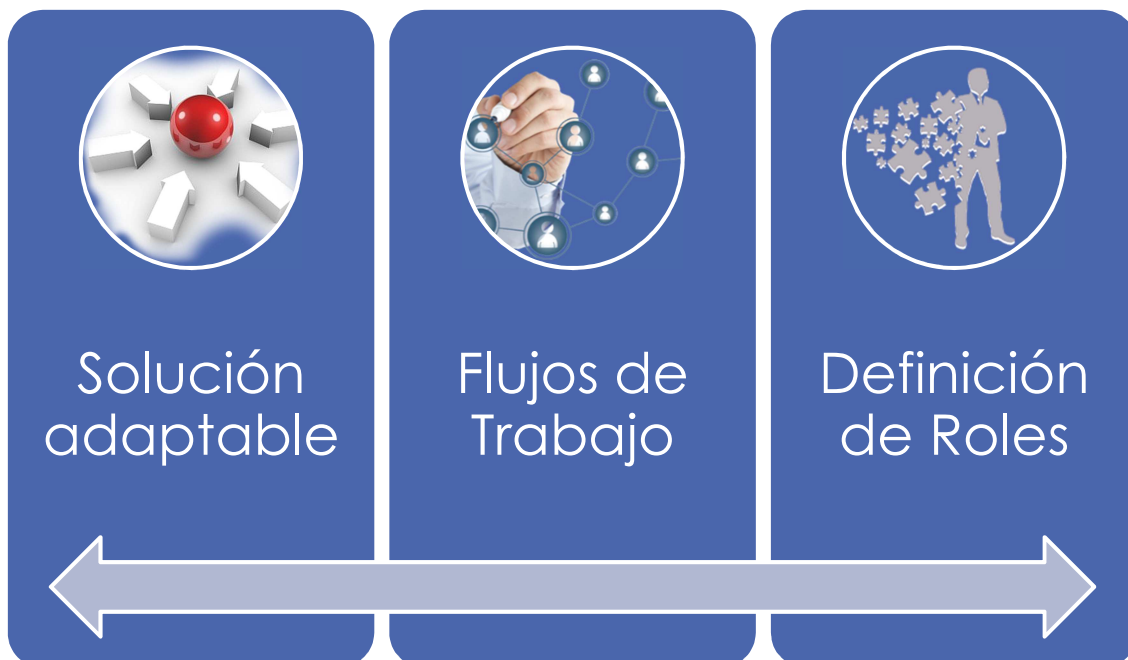 Solución
adaptable
Flujos de
Trabajo
Definición
de Roles